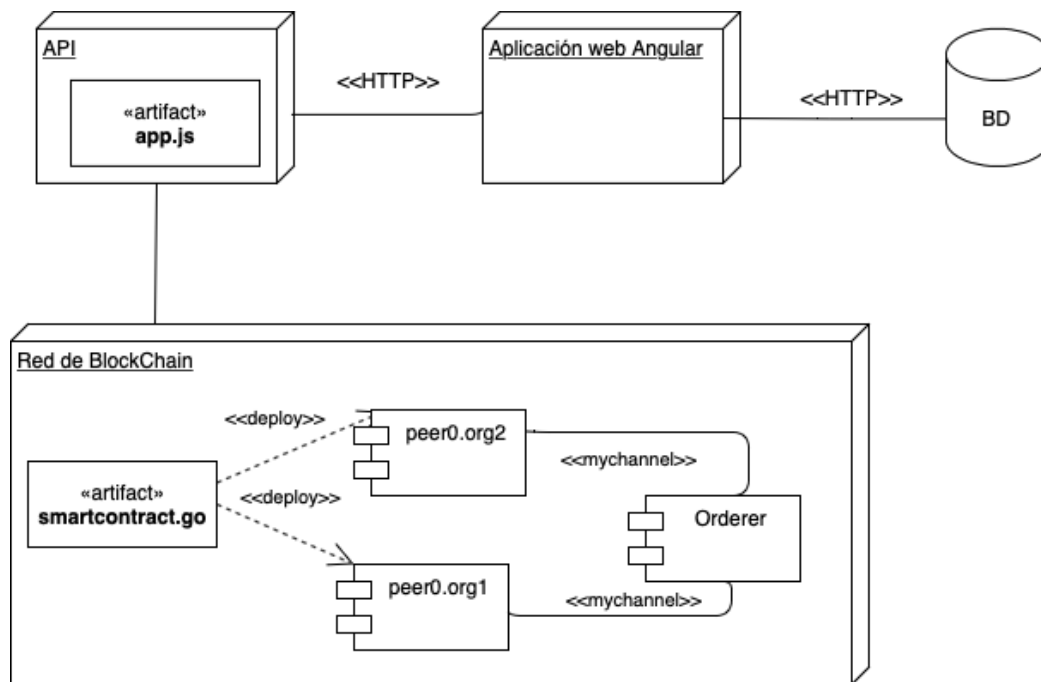 API
«artifact»
app.js
<<HTTP>>
Aplicación web Angular
<<HTTP>>
BD
Red de BlockChain
«artifact»
smartcontract.go
<<deploy>>
<<deploy>>
peer0.org2
<<mychannel>>
Orderer
peer0.org1
<<mychannel>>